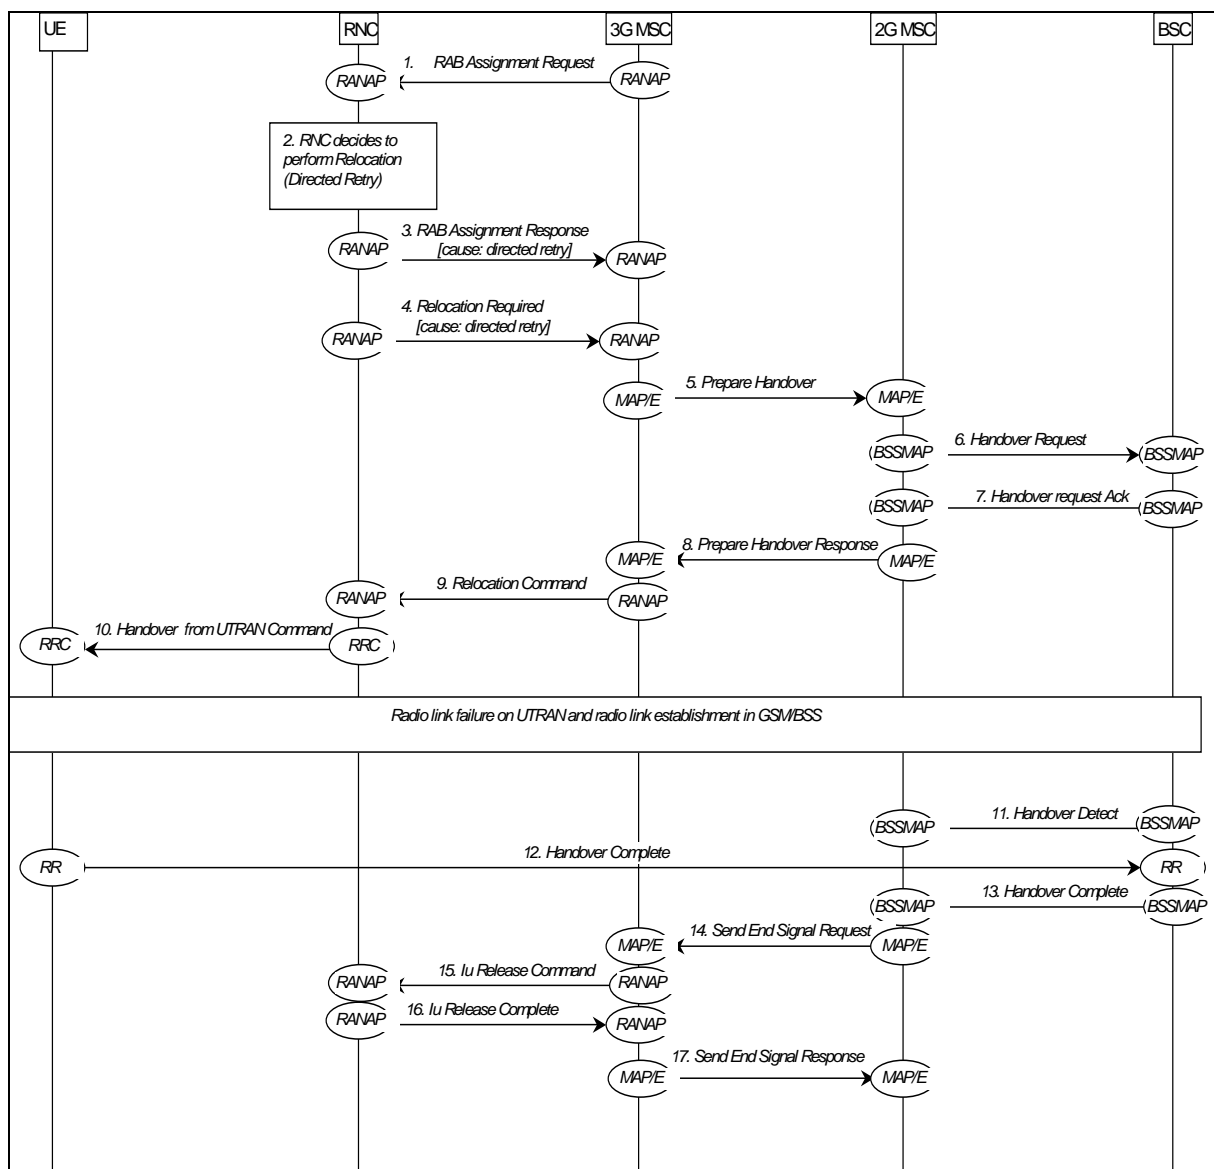 UE
RNC
3G MSC
2G MSC
BSC
1. RAB Assignment Request
RANAP
RANAP
2. RNC decides to
perform Relocation
(Directed Retry)
3. RAB Assignment Response
[cause: directed retry]
RANAP
RANAP
4. Relocation Required
[cause: directed retry]
RANAP
RANAP
5. Prepare Handover
MAP/E
MAP/E
6. Handover Request
BSSMAP
BSSMAP
7. Handover request Ack
BSSMAP
BSSMAP
8. Prepare Handover Response
MAP/E
MAP/E
9. Relocation Command
RANAP
RANAP
10. Handover from UTRAN Command
RRC
RRC
Radio link failure on UTRAN and radio link establishment in GSM/BSS
11. Handover Detect
BSSMAP
BSSMAP
12. Handover Complete
RR
RR
13. Handover Complete
BSSMAP
BSSMAP
14. Send End Signal Request
MAP/E
MAP/E
15. Iu Release Command
RANAP
RANAP
16. Iu Release Complete
RANAP
RANAP
17. Send End Signal Response
MAP/E
MAP/E